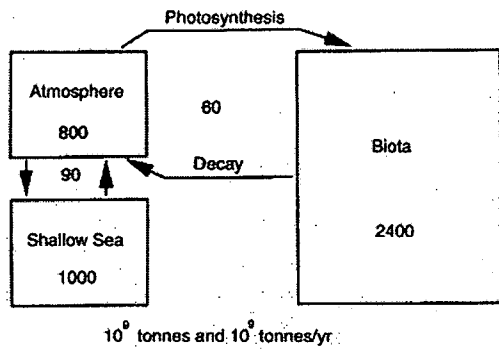 Photosynthesis
Atmosphere
800
60
Biota
Decay
90
Shallow Sea
2400
1000
10⁹ tonnes and 10⁹ tonnes/yr